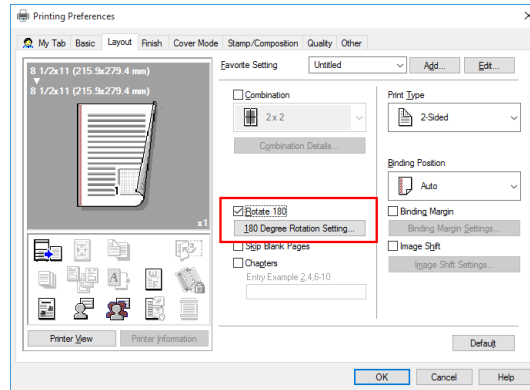 Printing Preferences
My Tab Basic Layout Finish Cover Mode Stamp/Composition Quality Other
8 1/2x11 (215.9x279.4 mm)
8 1/2x11 (215.9x279.4 mm)
1
x1
Printer View Printer Information
Favorite Setting Untitled Add... Edit...
Combination
2 x 2
Combination Details...
Rotate 180
180 Degree Rotation Setting...
Skip Blank Pages
Chapters
Entry Example 2,4,6-10
Print Type
2-Sided
Binding Position
Auto
Binding Margin
Binding Margin Settings...
Image Shift
Image Shift Settings...
Default
OK Cancel Help